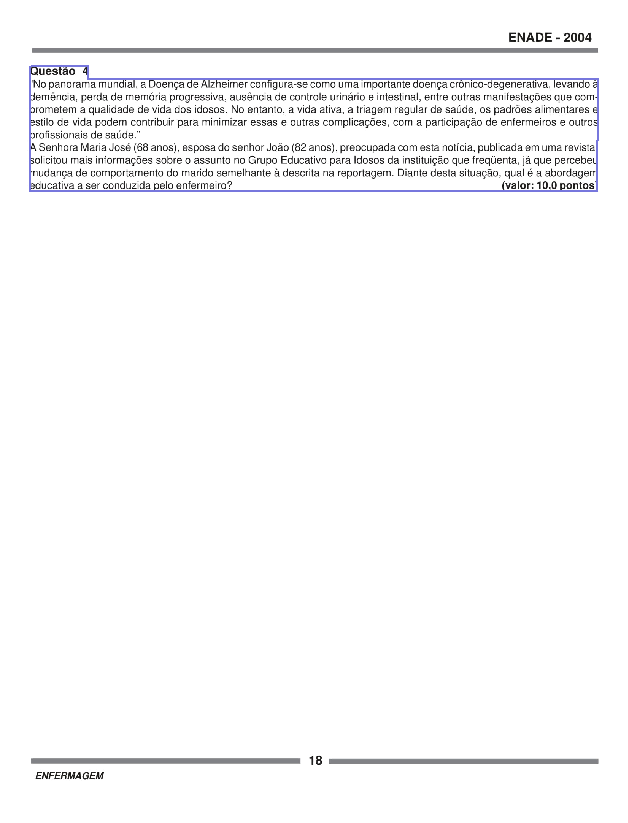 ENADE - 2004
Questão 4
"No panorama mundial, a Doença de Alzheimer configura-se como uma importante doença crônico-degenerativa, levando à
demência, perda de memória progressiva, ausência de controle urinário e intestinal, entre outras manifestações que com-
prometem a qualidade de vida dos idosos. No entanto, a vida ativa, a triagem regular de saúde, os padrões alimentares e
estilo de vida podem contribuir para minimizar essas e outras complicações, com a participação de enfermeiros e outros
profissionais de saúde."
A Senhora Maria José (68 anos), esposa do senhor João (82 anos), preocupada com esta notícia, publicada em uma revista,
solicitou mais informações sobre o assunto no Grupo Educativo para Idosos da instituição que freqüenta, já que percebeu
mudança de comportamento do marido semelhante à descrita na reportagem. Diante desta situação, qual é a abordagem
educativa a ser conduzida pelo enfermeiro? (valor: 10,0 pontos)
18
ENFERMAGEM